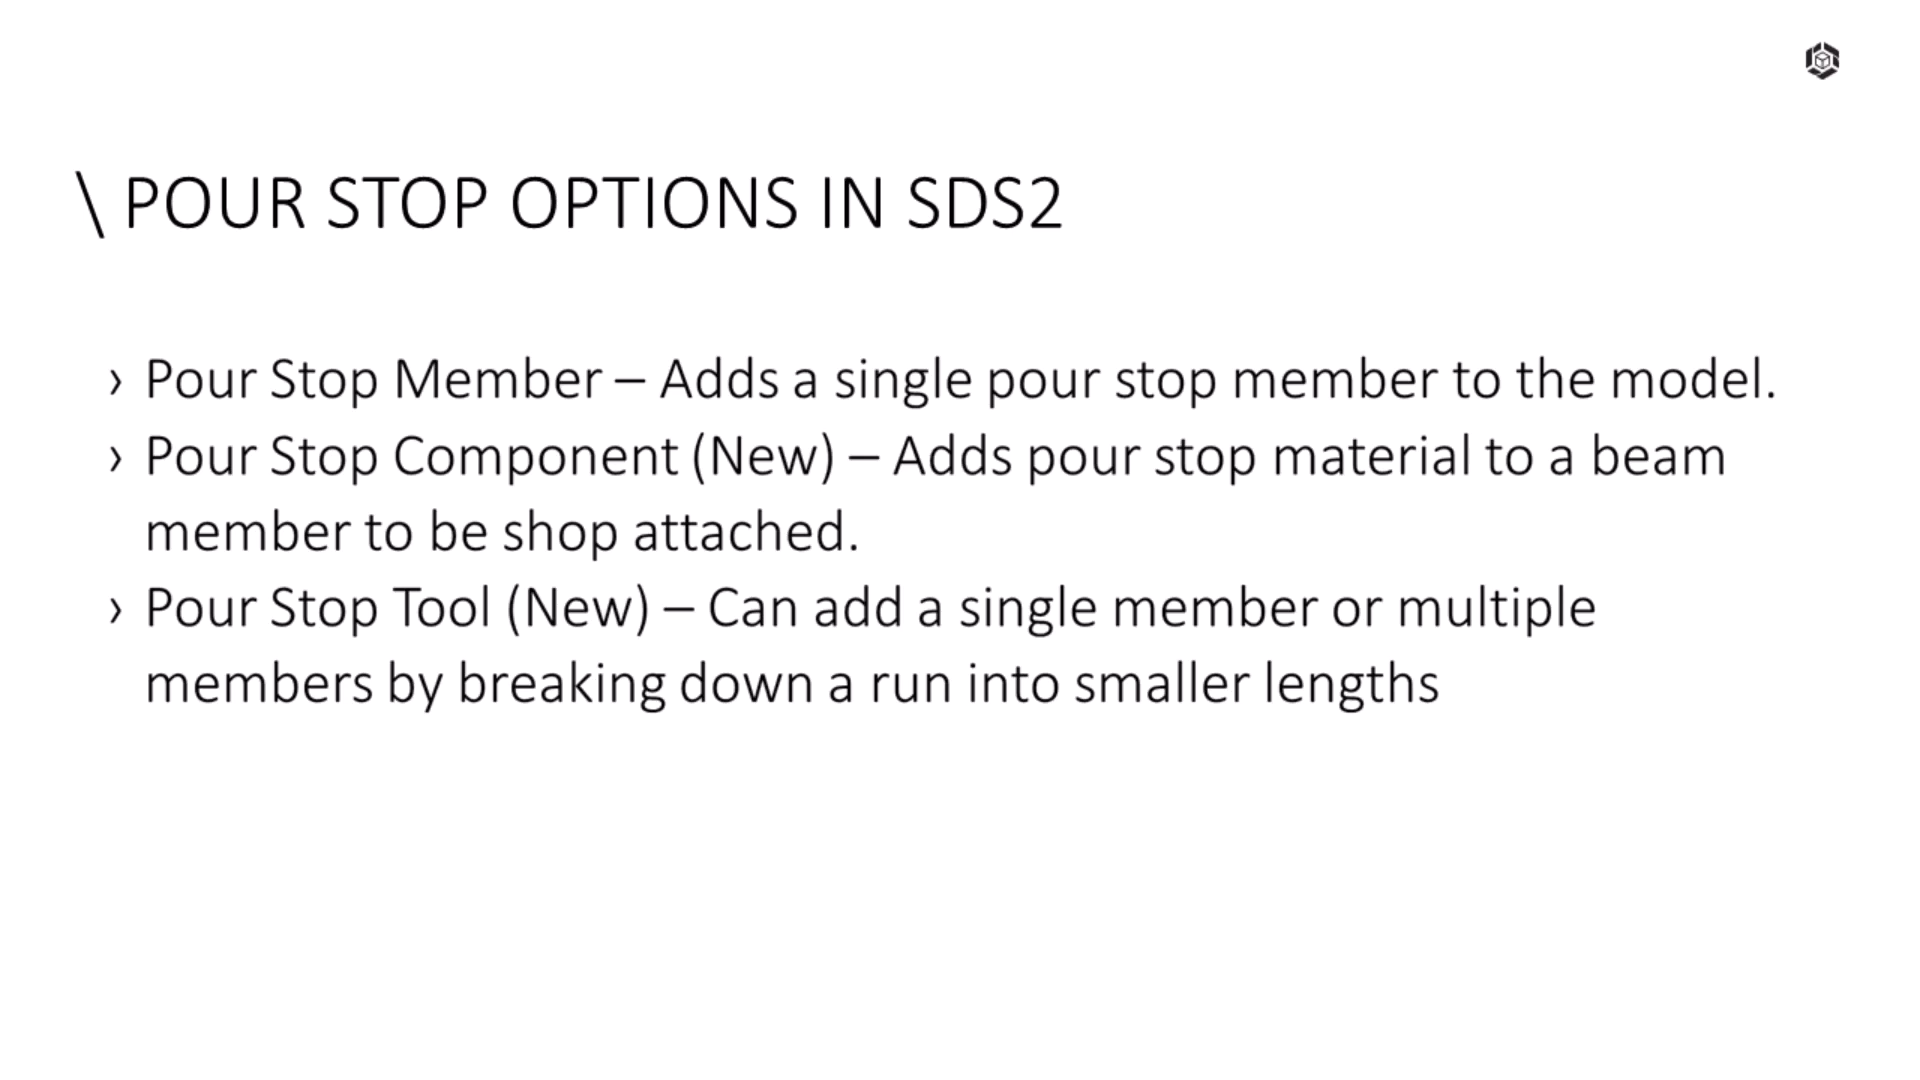 \ POUR STOP OPTIONS IN SDS2
› Pour Stop Member – Adds a single pour stop member to the model.
› Pour Stop Component (New) – Adds pour stop material to a beam
member to be shop attached.
› Pour Stop Tool (New) – Can add a single member or multiple
members by breaking down a run into smaller lengths